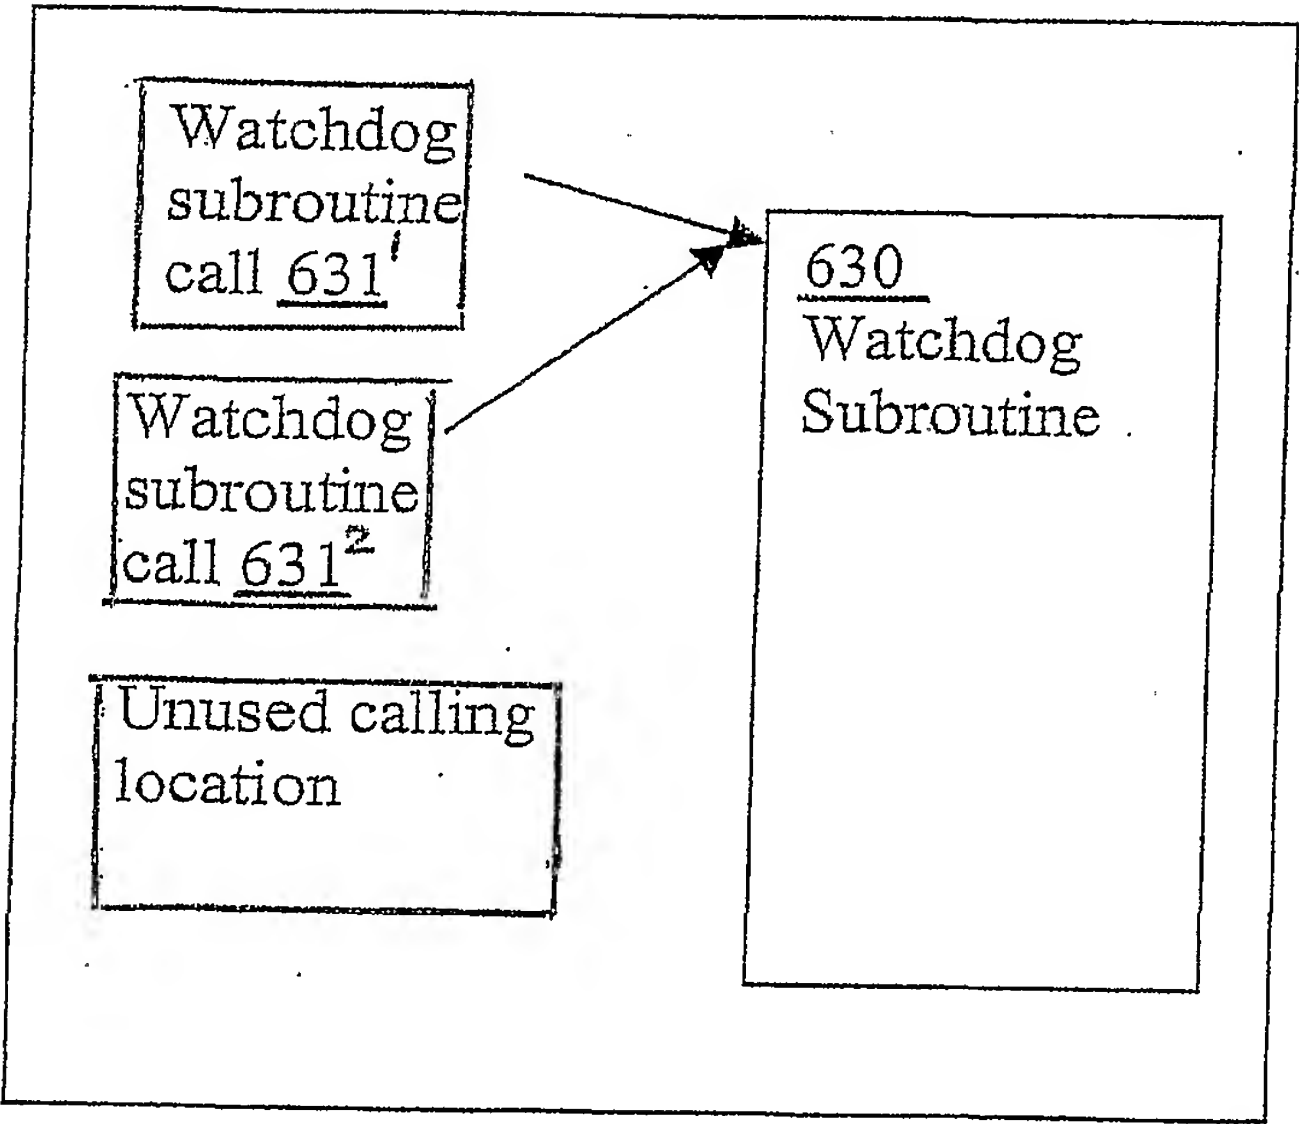 Watchdog
subroutine
call 631¹
Watchdog
subroutine
call 631²
Unused calling
location
630
Watchdog
Subroutine